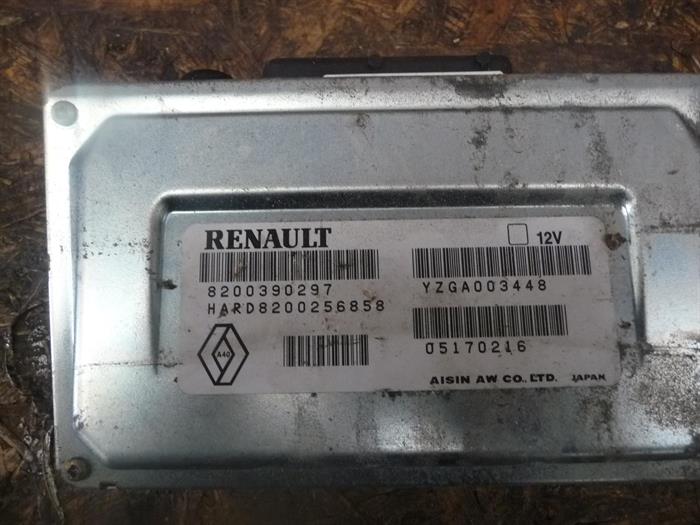 RENAULT
12V
8200390297
YZGA003448
HARD8200256858
05170216
A40
AISIN AW CO., LTD. JAPAN